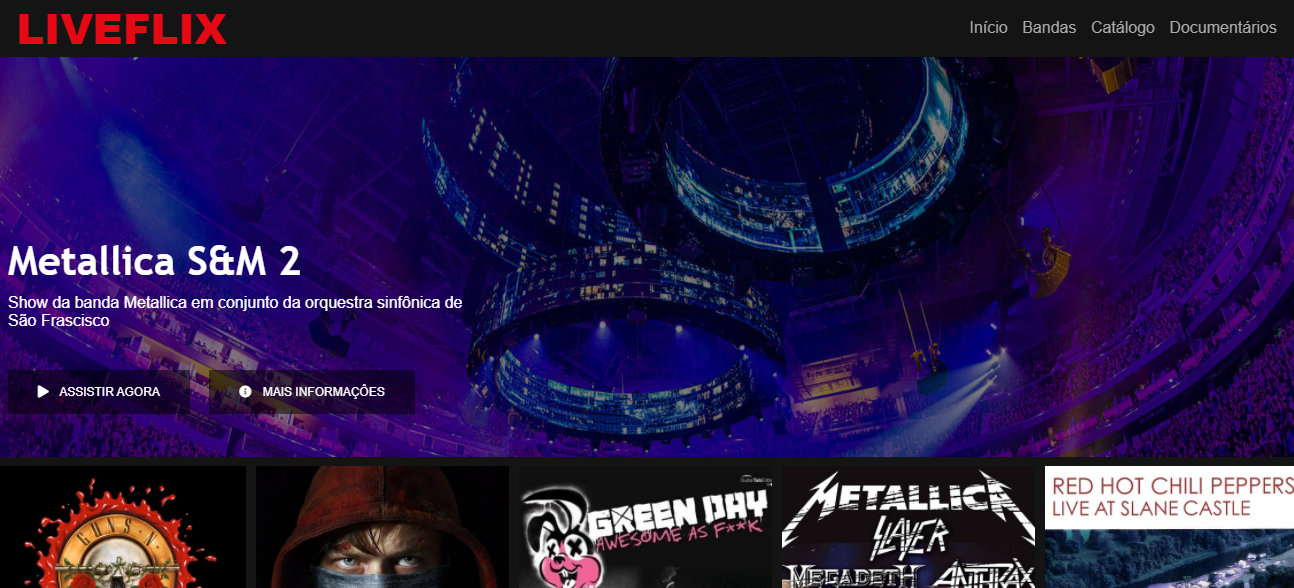 LIVEFLIX
Início Bandas Catálogo Documentários
Metallica S&M 2
Show da banda Metallica em conjunto da orquestra sinfônica de
São Frascisco
ASSISTIR AGORA
MAIS INFORMAÇÕES
GUNS N
GREEN DAY
AWESOME AS F**K
METALLICA
SLAYER
MEGADETH ANTHRAX
RED HOT CHILI PEPPERS
LIVE AT SLANE CASTLE